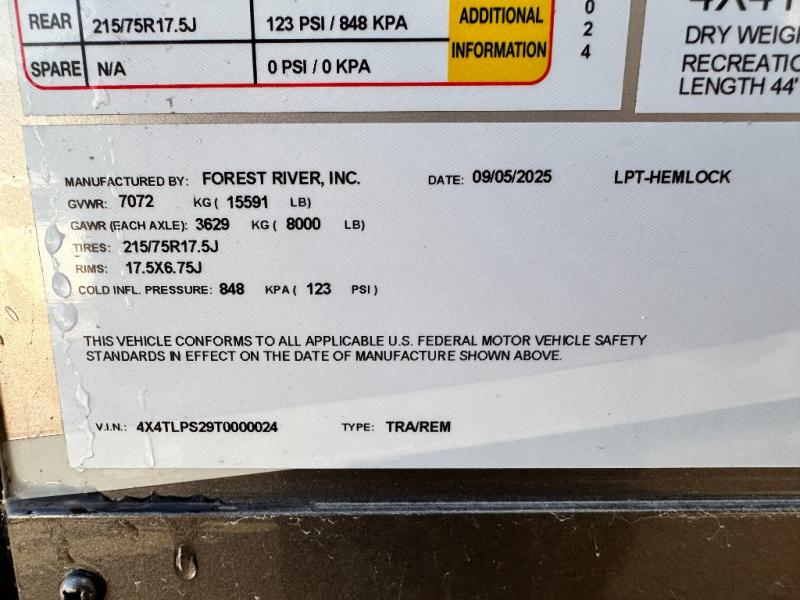 REAR 215/75R17.5J 123 PSI / 848 KPA
SPARE N/A 0 PSI / 0 KPA
ADDITIONAL
INFORMATION
0
2
4
DRY WEIGH
RECREATIO
LENGTH 44'
MANUFACTURED BY: FOREST RIVER, INC. DATE: 09/05/2025 LPT-HEMLOCK
GVWR: 7072 KG ( 15591 LB)
GAWR (EACH AXLE): 3629 KG ( 8000 LB)
TIRES: 215/75R17.5J
RIMS: 17.5X6.75J
COLD INFL. PRESSURE: 848 KPA ( 123 PSI )
THIS VEHICLE CONFORMS TO ALL APPLICABLE U.S. FEDERAL MOTOR VEHICLE SAFETY
STANDARDS IN EFFECT ON THE DATE OF MANUFACTURE SHOWN ABOVE.
V.I.N.: 4X4TLPS29T0000024 TYPE: TRA/REM